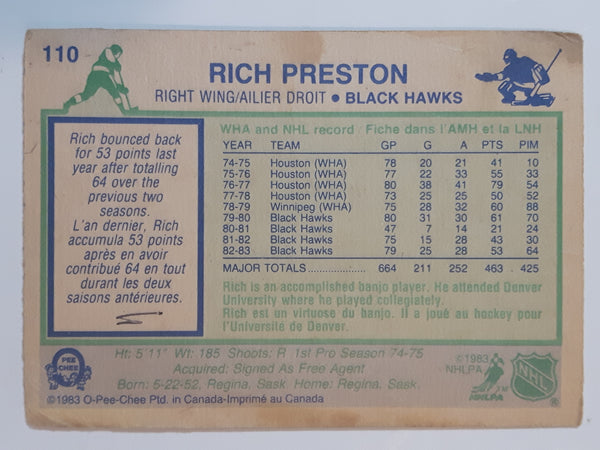 110
RICH PRESTON
RIGHT WING/AILIER DROIT • BLACK HAWKS
Rich bounced back
for 53 points last
year after totalling
64 over the
previous two
seasons.
L'an dernier, Rich
accumula 53 points
après en avoir
contribué 64 en tout
durant les deux
saisons antérieures.
WHA and NHL record Fiche dans l'AMH et la LNH
YEAR TEAM GP G A PTS PIM
74-75 Houston (WHA) 78 20 21 41 10
75-76 Houston (WHA) 77 22 33 55 33
76-77 Houston (WHA) 80 38 41 79 54
77-78 Houston (WHA) 73 25 25 50 52
78-79 Winnipeg (WHA) 75 28 32 60 88
79-80 Black Hawks 80 31 30 61 70
80-81 Black Hawks 47 7 14 21 24
81-82 Black Hawks 75 15 28 43 30
82-83 Black Hawks 79 25 28 53 64
MAJOR TOTALS 664 211 252 463 425
Rich is an accomplished banjo player. He attended Denver
University where he played collegiately.
Rich est un virtuose du banjo. Il a joué au hockey pour
l'Université de Denver.
Ht: 5'11" Wt: 185 Shoots: R 1st Pro Season 74-75
Acquired: Signed As Free Agent
Born: 5-22-52, Regina, Sask Home: Regina, Sask.
PEE
CHEE
©1983
NHLPA
NHLPA
NHL
©1983 O-Pee-Chee Ptd. in Canada-Imprimé au Canada